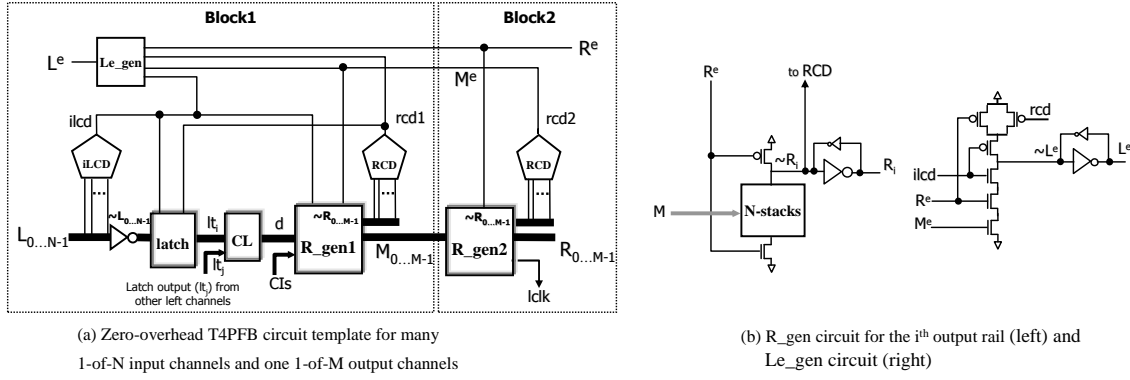 Block1
Block2
Lᵉ
Le_gen
Rᵉ
Mᵉ
ilcd
rcd1
rcd2
iLCD
RCD
RCD
...
...
...
~L0...N-1
~R0...M-1
~R0...M-1
L0...N-1
latch
lti
CL
d
R_gen1
M0...M-1
R_gen2
R0...M-1
ltj
CIs
lclk
Latch output (ltj) from
other left channels
(a) Zero-overhead T4PFB circuit template for many
1-of-N input channels and one 1-of-M output channels
to RCD
Rᵉ
~Ri
Ri
M
N-stacks
rcd
~Lᵉ
Lᵉ
ilcd
Rᵉ
Mᵉ
(b) R_gen circuit for the iᵗʰ output rail (left) and
Le_gen circuit (right)